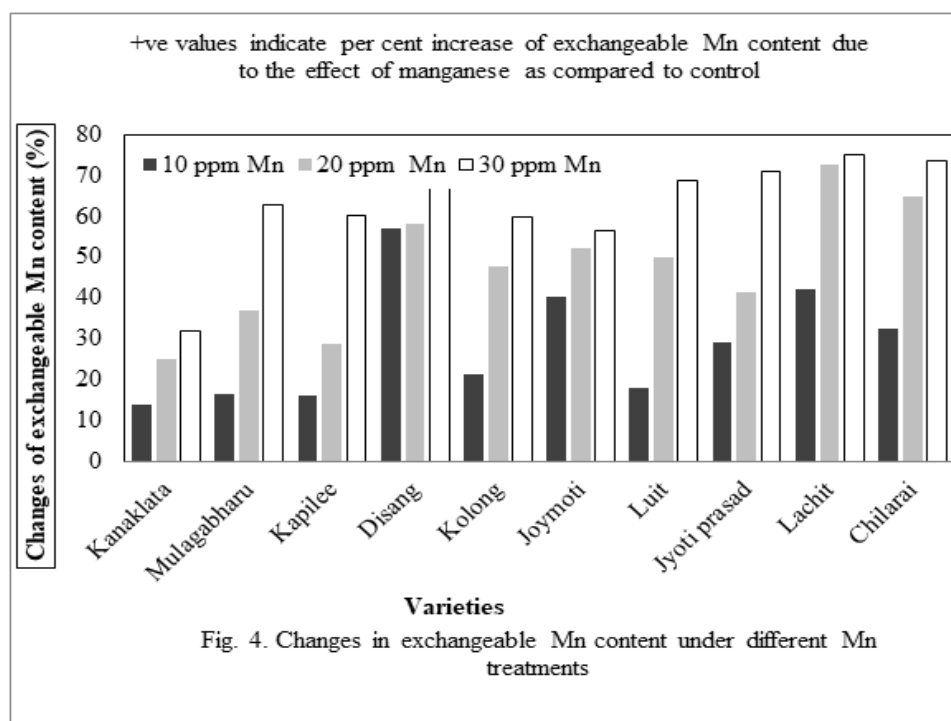 +ve values indicate per cent increase of exchangeable Mn content due
to the effect of manganese as compared to control
Changes of exchangeable Mn content (%)
80
70
60
50
40
30
20
10
0
10 ppm Mn
20 ppm Mn
30 ppm Mn
Kanaklata
Mulagabharu
Kapilee
Disang
Kolong
Joymoti
Luit
Jyoti prasad
Lachit
Chilarai
Varieties
Fig. 4. Changes in exchangeable Mn content under different Mn
treatments